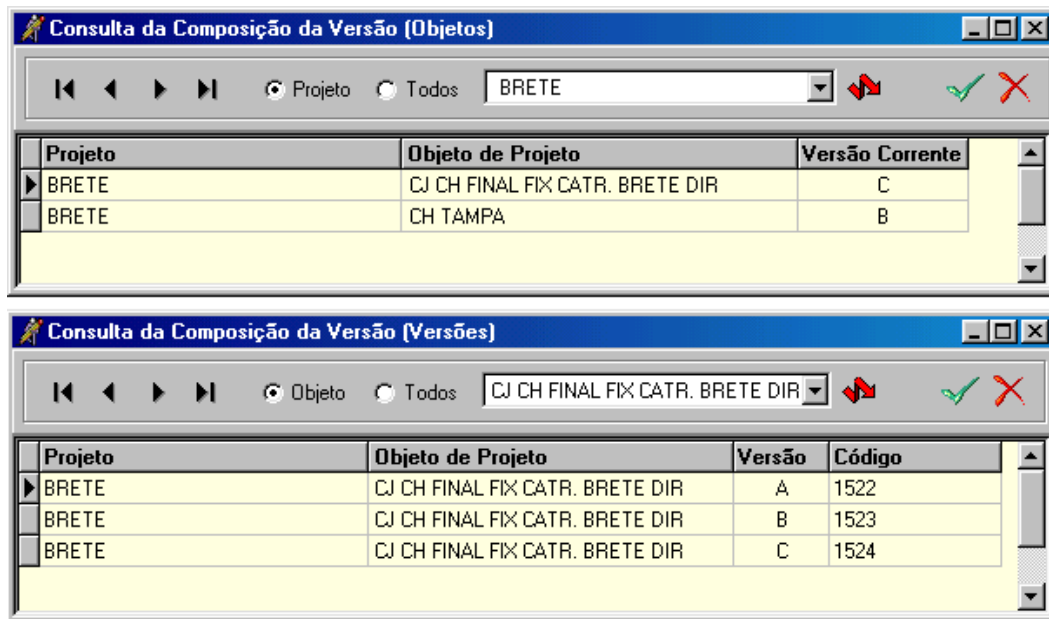 Consulta da Composição da Versão (Objetos)
Projeto Todos BRETE
Projeto Objeto de Projeto Versão Corrente
BRETE CJ CH FINAL FIX CATR. BRETE DIR C
BRETE CH TAMPA B
Consulta da Composição da Versão (Versões)
Objeto Todos CJ CH FINAL FIX CATR. BRETE DIR
Projeto Objeto de Projeto Versão Código
BRETE CJ CH FINAL FIX CATR. BRETE DIR A 1522
BRETE CJ CH FINAL FIX CATR. BRETE DIR B 1523
BRETE CJ CH FINAL FIX CATR. BRETE DIR C 1524